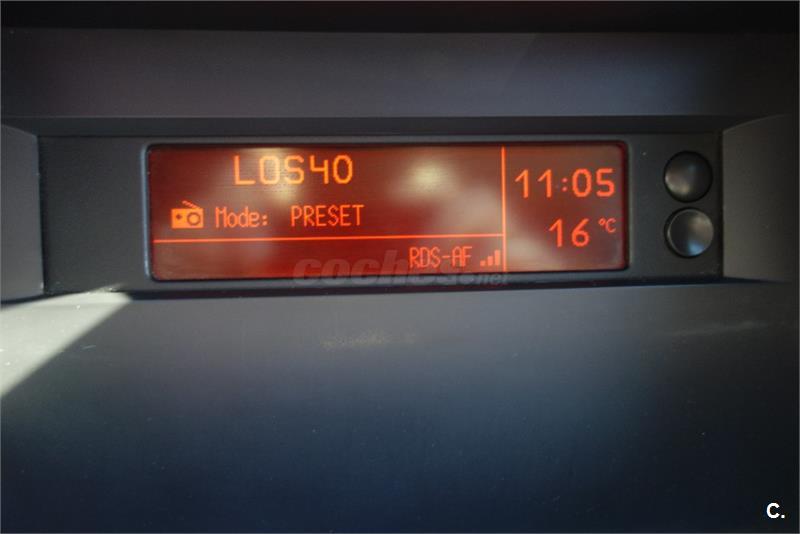 LOS40
11:05
Mode: PRESET
16 °C
RDS-AF
coches.net
C.